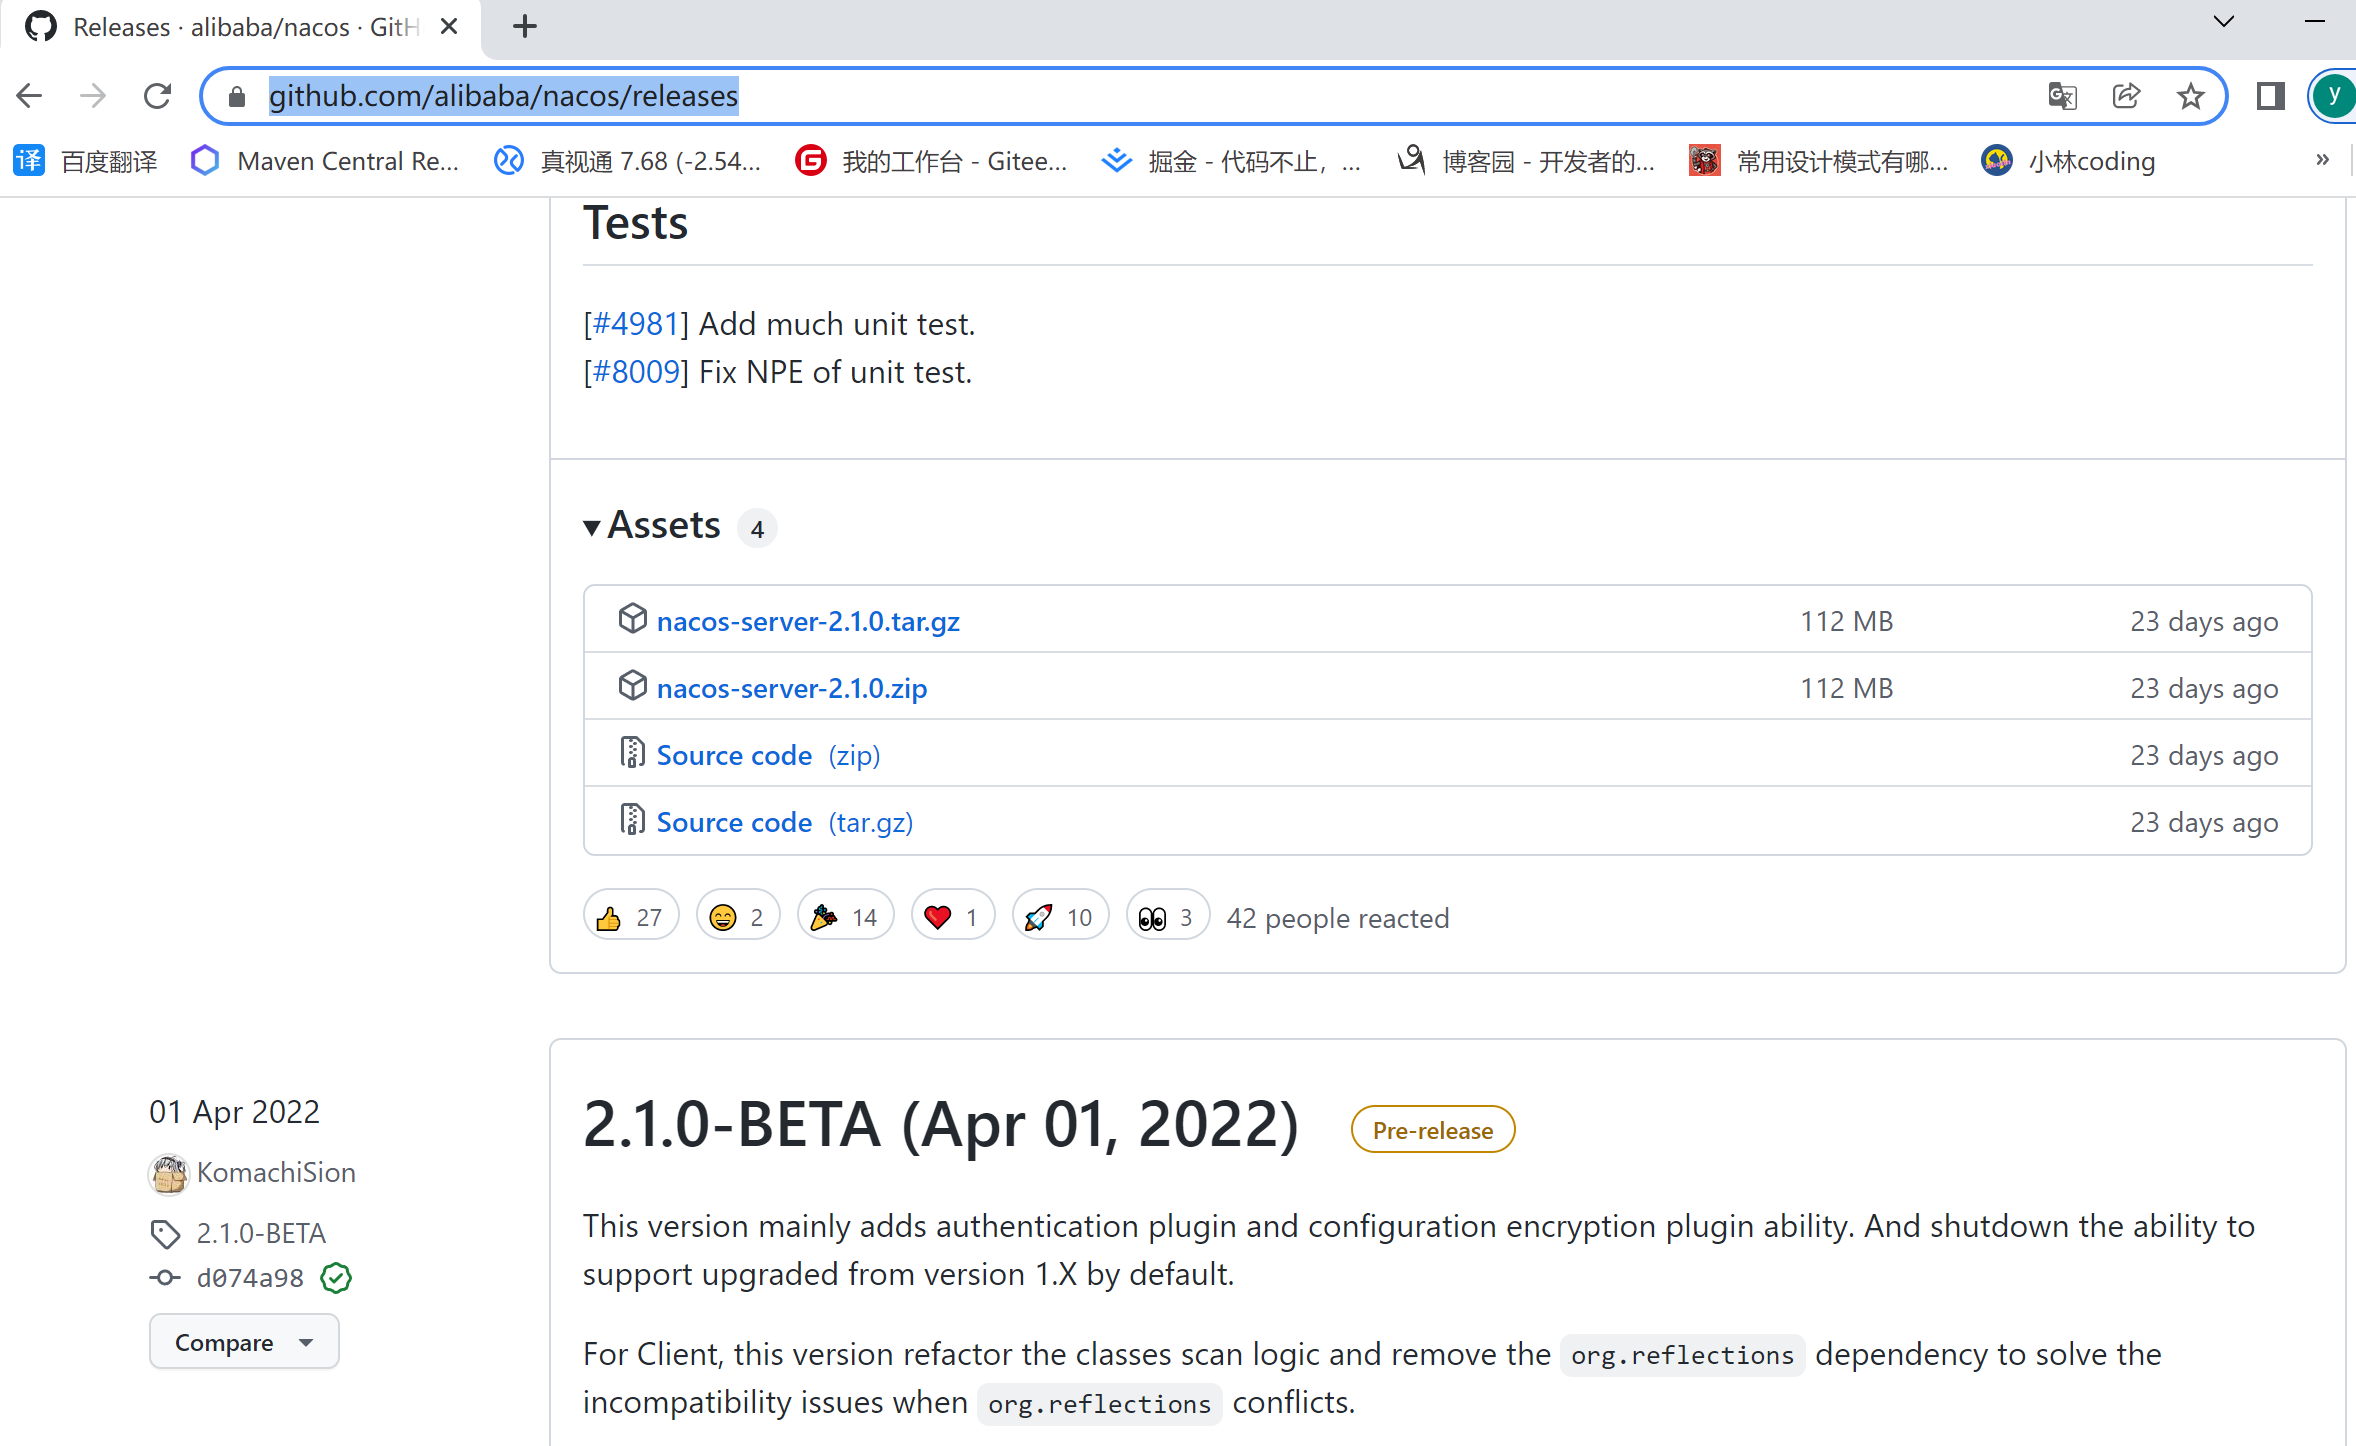 Releases · alibaba/nacos · GitH
github.com/alibaba/nacos/releases
y
译 百度翻译 Maven Central Re... 真视通 7.68 (-2.54... 我的工作台 - Gitee... 掘金 - 代码不止，... 博客园 - 开发者的... 常用设计模式有哪... 小林coding »
Tests
[#4981] Add much unit test.
[#8009] Fix NPE of unit test.
Assets 4
nacos-server-2.1.0.tar.gz 112 MB 23 days ago
nacos-server-2.1.0.zip 112 MB 23 days ago
Source code (zip) 23 days ago
Source code (tar.gz) 23 days ago
27 2 14 1 10 3 42 people reacted
01 Apr 2022
KomachiSion
2.1.0-BETA
d074a98
Compare
2.1.0-BETA (Apr 01, 2022) Pre-release
This version mainly adds authentication plugin and configuration encryption plugin ability. And shutdown the ability to
support upgraded from version 1.X by default.
For Client, this version refactor the classes scan logic and remove the org.reflections dependency to solve the
incompatibility issues when org.reflections conflicts.